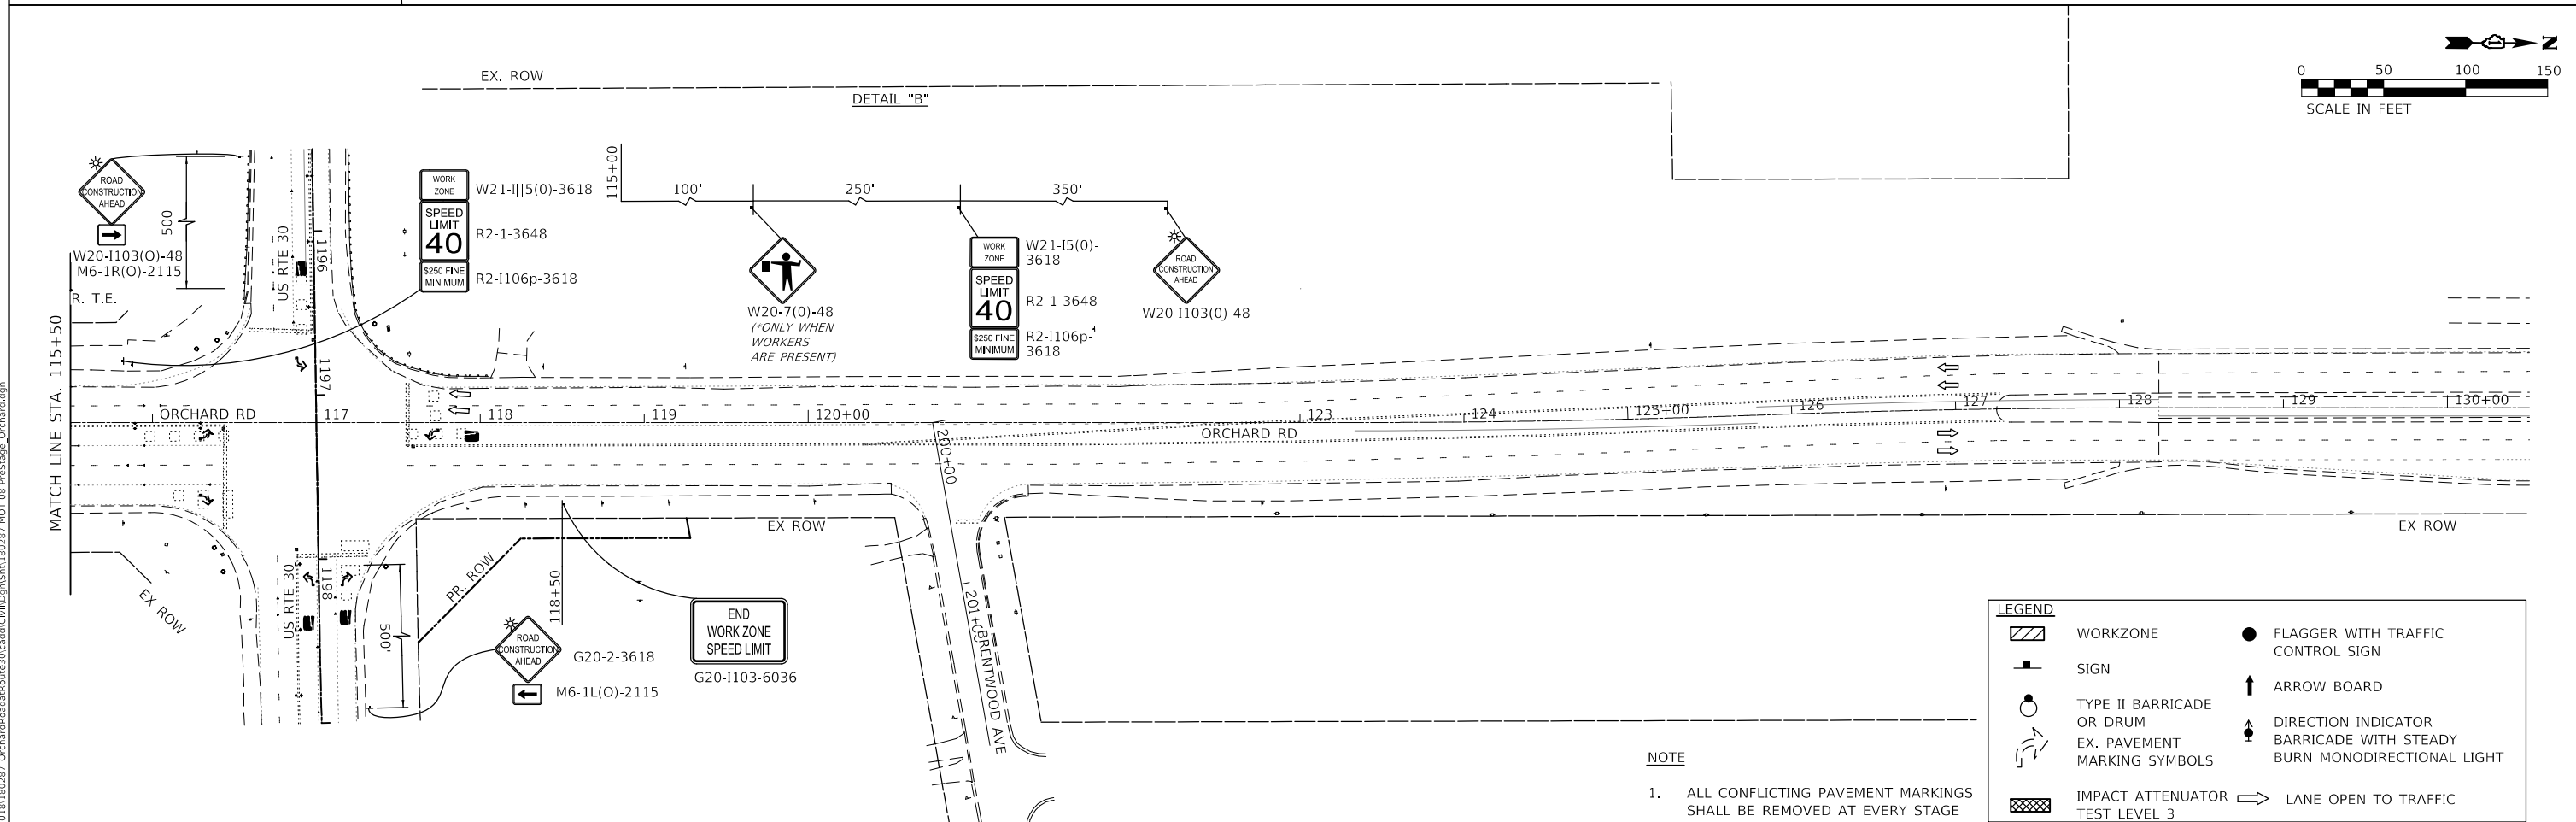 EX. ROW
DETAIL "B"
N
0 50 100 150
SCALE IN FEET
ROAD
CONSTRUCTION
AHEAD
W20-I103(O)-48
M6-1R(O)-2115
500'
R. T.E.
US RTE 30
1196
1197
WORK
ZONE
SPEED
LIMIT
40
$250 FINE
MINIMUM
W21-I||5(0)-3618
R2-1-3648
R2-I106p-3618
115+00
100'
250'
350'
W20-7(0)-48
(*ONLY WHEN
WORKERS
ARE PRESENT)
WORK
ZONE
SPEED
LIMIT
40
$250 FINE
MINIMUM
W21-I5(0)-
3618
R2-1-3648
R2-I106p-
3618
ROAD
CONSTRUCTION
AHEAD
W20-I103(0)-48
MATCH LINE STA. 115+50
ORCHARD RD
117
118
119
120+00
123
124
125+00
126
127
128
129
130+00
ORCHARD RD
200+00
EX ROW
EX ROW
EX ROW
PR. ROW
US RTE 30
1198
500'
118+50
ROAD
CONSTRUCTION
AHEAD
G20-2-3618
M6-1L(O)-2115
END
WORK ZONE
SPEED LIMIT
G20-I103-6036
BRENTWOOD AVE
NOTE
1. ALL CONFLICTING PAVEMENT MARKINGS
SHALL BE REMOVED AT EVERY STAGE
LEGEND
WORKZONE
SIGN
TYPE II BARRICADE
OR DRUM
EX. PAVEMENT
MARKING SYMBOLS
IMPACT ATTENUATOR
TEST LEVEL 3
FLAGGER WITH TRAFFIC
CONTROL SIGN
ARROW BOARD
DIRECTION INDICATOR
BARRICADE WITH STEADY
BURN MONODIRECTIONAL LIGHT
LANE OPEN TO TRAFFIC